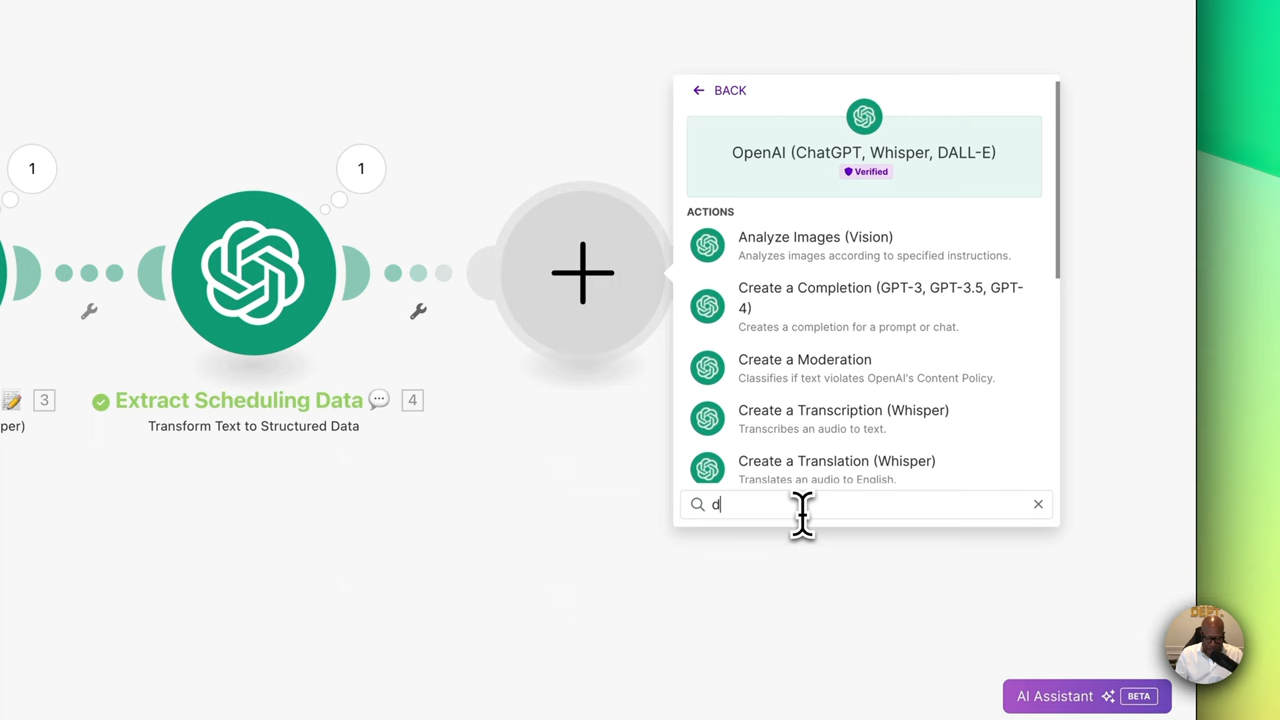 BACK
OpenAI (ChatGPT, Whisper, DALL-E)
Verified
ACTIONS
Analyze Images (Vision)
Analyzes images according to specified instructions.
Create a Completion (GPT-3, GPT-3.5, GPT-
4)
Creates a completion for a prompt or chat.
Create a Moderation
Classifies if text violates OpenAI's Content Policy.
Create a Transcription (Whisper)
Transcribes an audio to text.
Create a Translation (Whisper)
Translates an audio to English.
d
1
1
3
per)
Extract Scheduling Data 💬 4
Transform Text to Structured Data
DEPT.
AI Assistant BETA